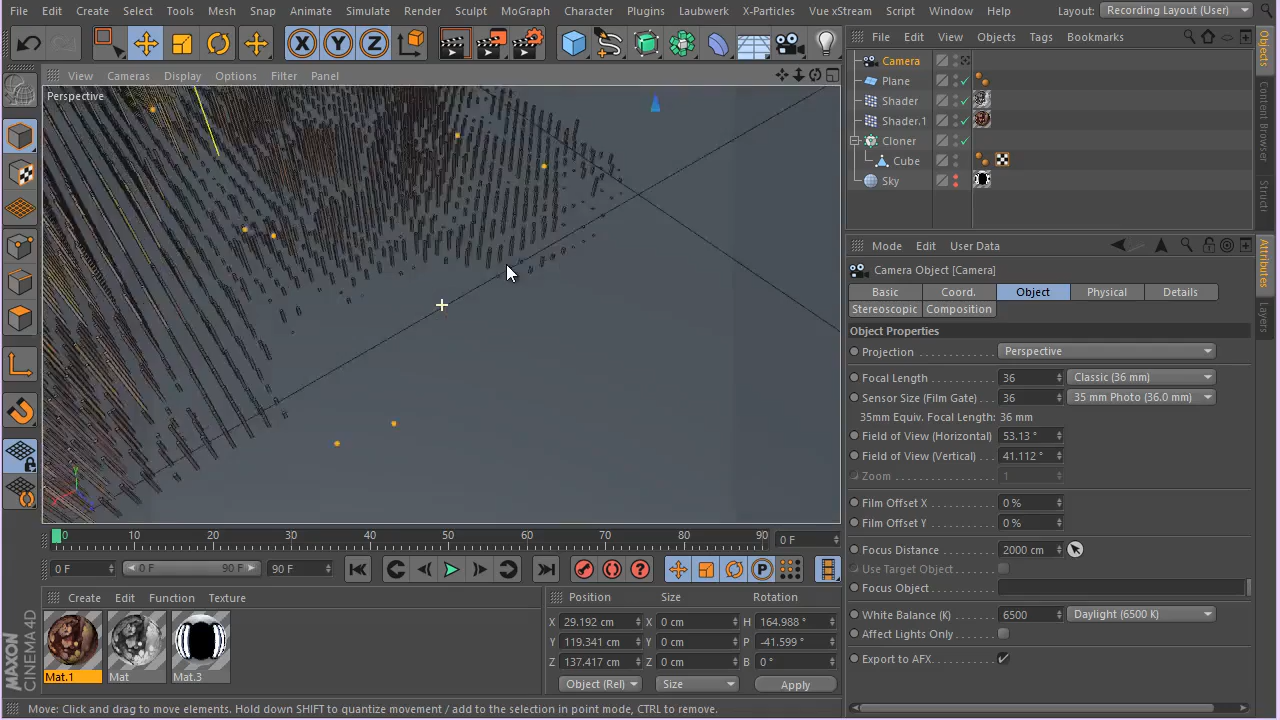 File Edit Create Select Tools Mesh Snap Animate Simulate Render Sculpt MoGraph Character Plugins Laubwerk X-Particles Vue xStream Script Window Help Layout: Recording Layout (User)
File Edit View Objects Tags Bookmarks
Camera
Plane
Shader
Shader.1
Cloner
Cube
Sky
View Cameras Display Options Filter Panel
Perspective
X Y Z
Y
Mode Edit User Data
Camera Object [Camera]
Basic Coord. Object Physical Details
Stereoscopic Composition
Object Properties
Projection Perspective
Focal Length 36 Classic (36 mm)
Sensor Size (Film Gate) 36 35 mm Photo (36.0 mm)
35mm Equiv. Focal Length: 36 mm
Field of View (Horizontal) 53.13 °
Field of View (Vertical) 41.112 °
Zoom 1
Film Offset X 0 %
Film Offset Y 0 %
Focus Distance 2000 cm
Use Target Object
Focus Object
White Balance (K) 6500 Daylight (6500 K)
Affect Lights Only
Export to AFX
Objects
Content Browser
Structure
Attributes
Layers
0 10 20 30 40 50 60 70 80 90 0 F
0 F 0 F 90 F 90 F
P
Create Edit Function Texture
Mat.1 Mat Mat.3
Position Size Rotation
X 29.192 cm X 0 cm H 164.988 °
Y 119.341 cm Y 0 cm P -41.599 °
Z 137.417 cm Z 0 cm B 0 °
Object (Rel) Size Apply
MAXON
CINEMA 4D
Move: Click and drag to move elements. Hold down SHIFT to quantize movement / add to the selection in point mode, CTRL to remove.